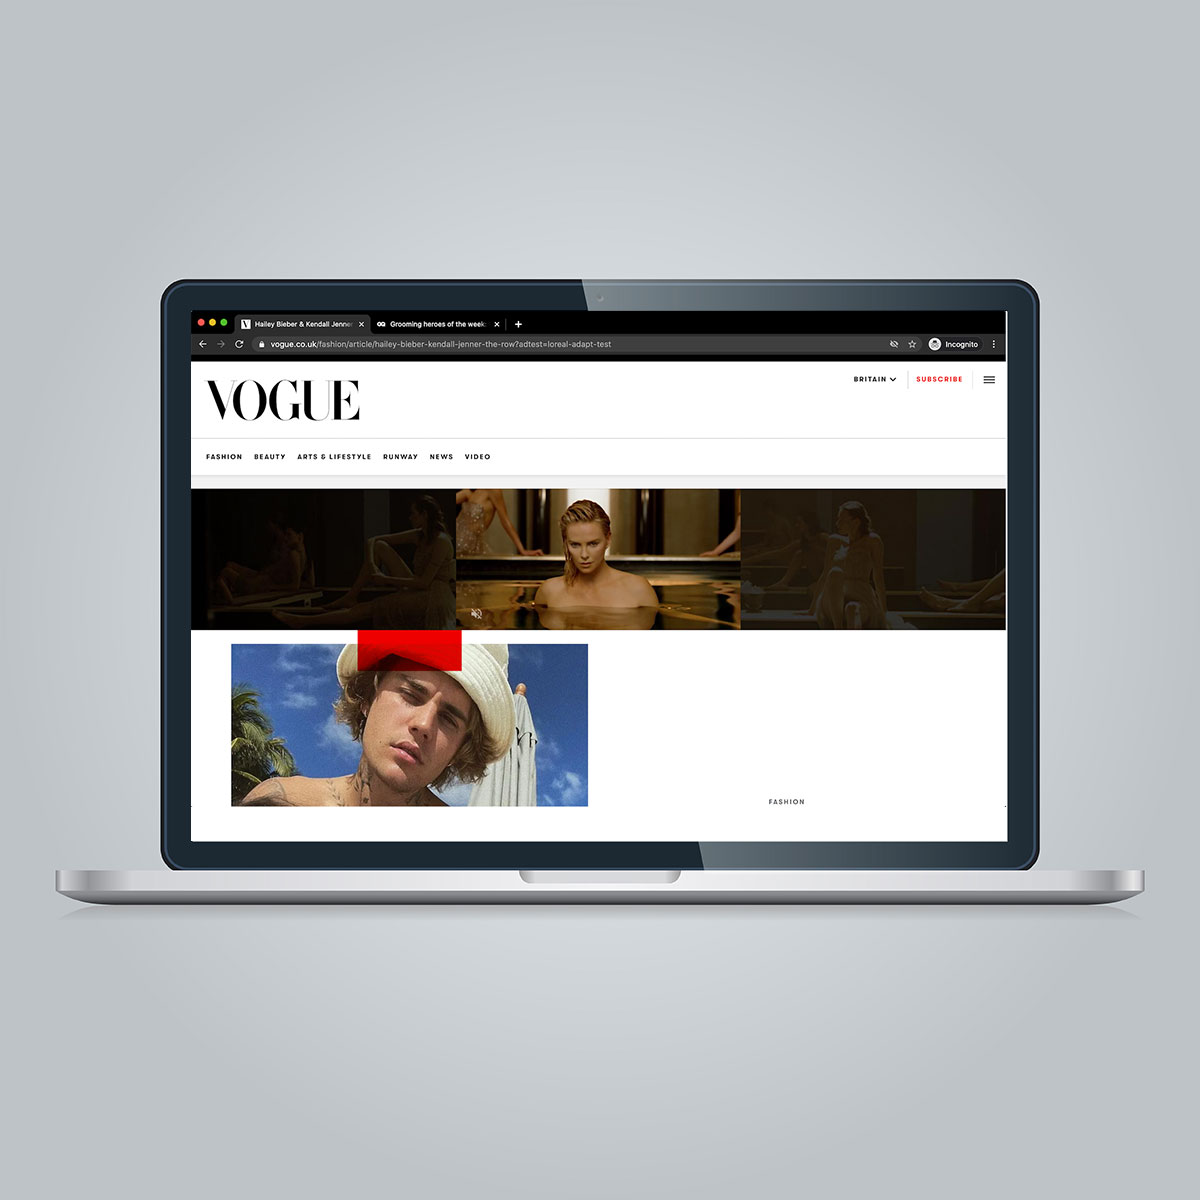 Hailey Bieber & Kendall Jenner
Grooming heroes of the week:
vogue.co.uk/fashion/article/hailey-bieber-kendall-jenner-the-row?adtest=loreal-adapt-test
Incognito
VOGUE
BRITAIN
SUBSCRIBE
FASHION BEAUTY ARTS & LIFESTYLE RUNWAY NEWS VIDEO
FASHION